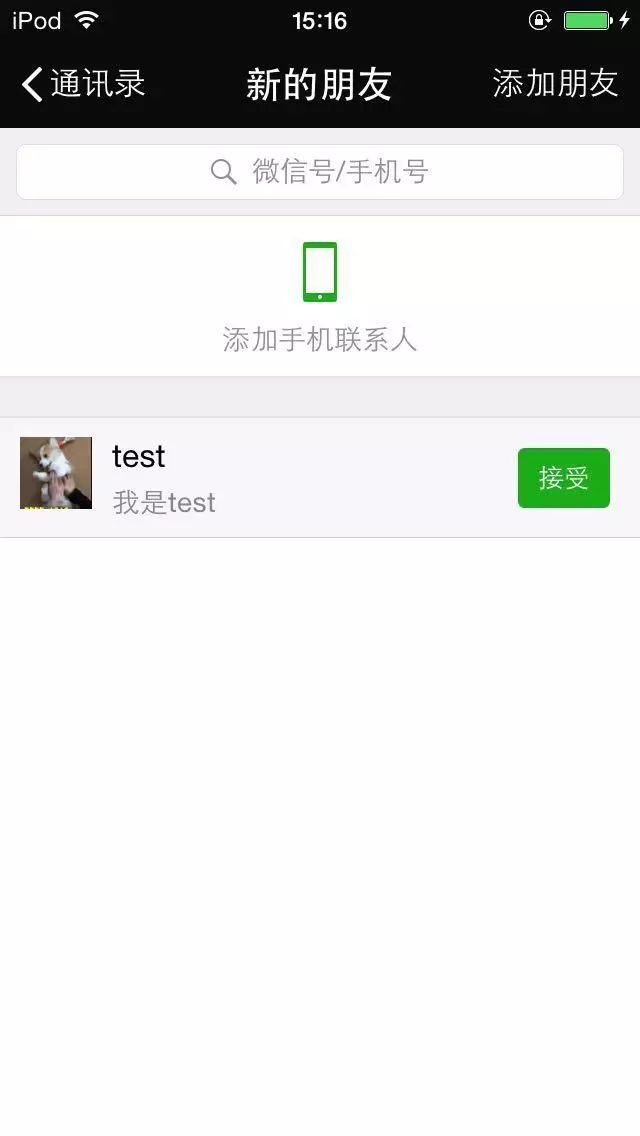 iPod 15:16
通讯录 新的朋友 添加朋友
微信号/手机号
添加手机联系人
test
我是test
接受